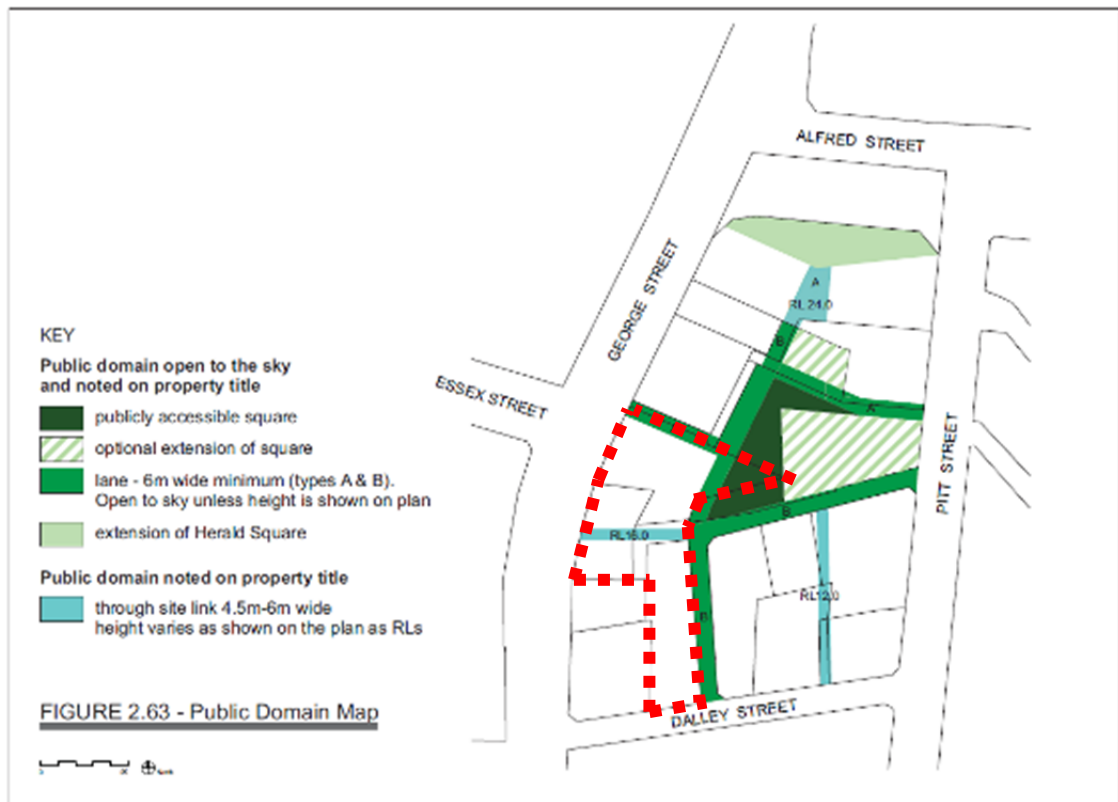 ALFRED STREET
GEORGE STREET
A
RL 24.0
B
KEY
Public domain open to the sky
and noted on property title
ESSEX STREET
publicly accessible square
A
optional extension of square
PITT STREET
lane - 6m wide minimum (types A & B).
Open to sky unless height is shown on plan
B
extension of Herald Square
RL16.0
Public domain noted on property title
through site link 4.5m-6m wide
height varies as shown on the plan as RLs
RL12.0
B
FIGURE 2.63 - Public Domain Map
DALLEY STREET